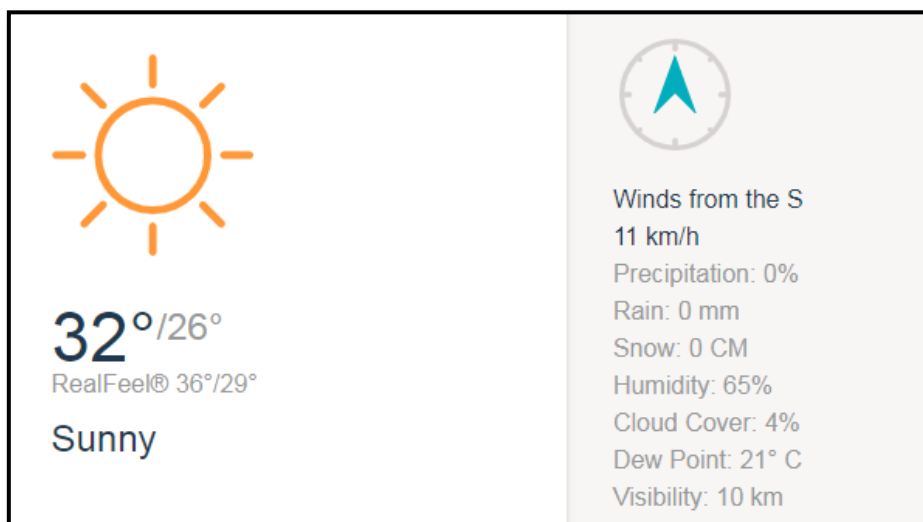 32°/26°
RealFeel® 36°/29°
Sunny
Winds from the S
11 km/h
Precipitation: 0%
Rain: 0 mm
Snow: 0 CM
Humidity: 65%
Cloud Cover: 4%
Dew Point: 21° C
Visibility: 10 km